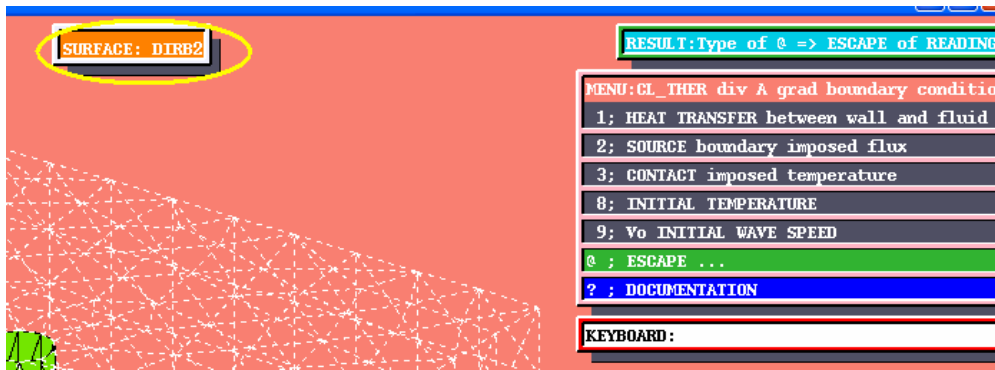 SURFACE: DIRB2
RESULT:Type of @ => ESCAPE of READING
MENU:CL_THER div A grad boundary conditio
1; HEAT TRANSFER between wall and fluid
2; SOURCE boundary imposed flux
3; CONTACT imposed temperature
8; INITIAL TEMPERATURE
9; Vo INITIAL WAVE SPEED
@ ; ESCAPE ...
? ; DOCUMENTATION
KEYBOARD: